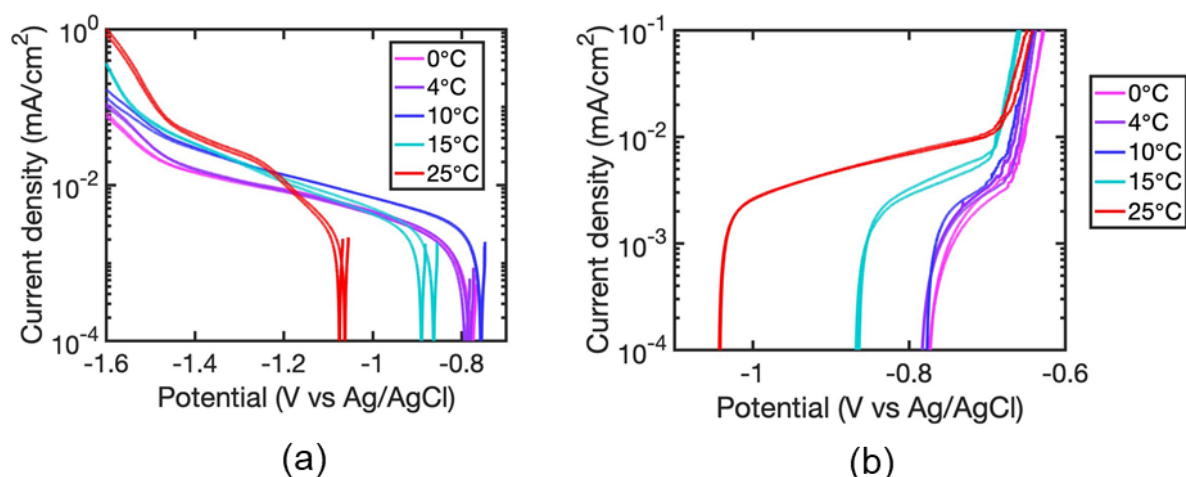 Current density (mA/cm²)
10⁰
10⁻²
10⁻⁴
-1.6
-1.4
-1.2
-1
-0.8
Potential (V vs Ag/AgCl)
0°C
4°C
10°C
15°C
25°C
(a)
Current density (mA/cm²)
10⁻¹
10⁻²
10⁻³
10⁻⁴
-1
-0.8
-0.6
Potential (V vs Ag/AgCl)
0°C
4°C
10°C
15°C
25°C
(b)